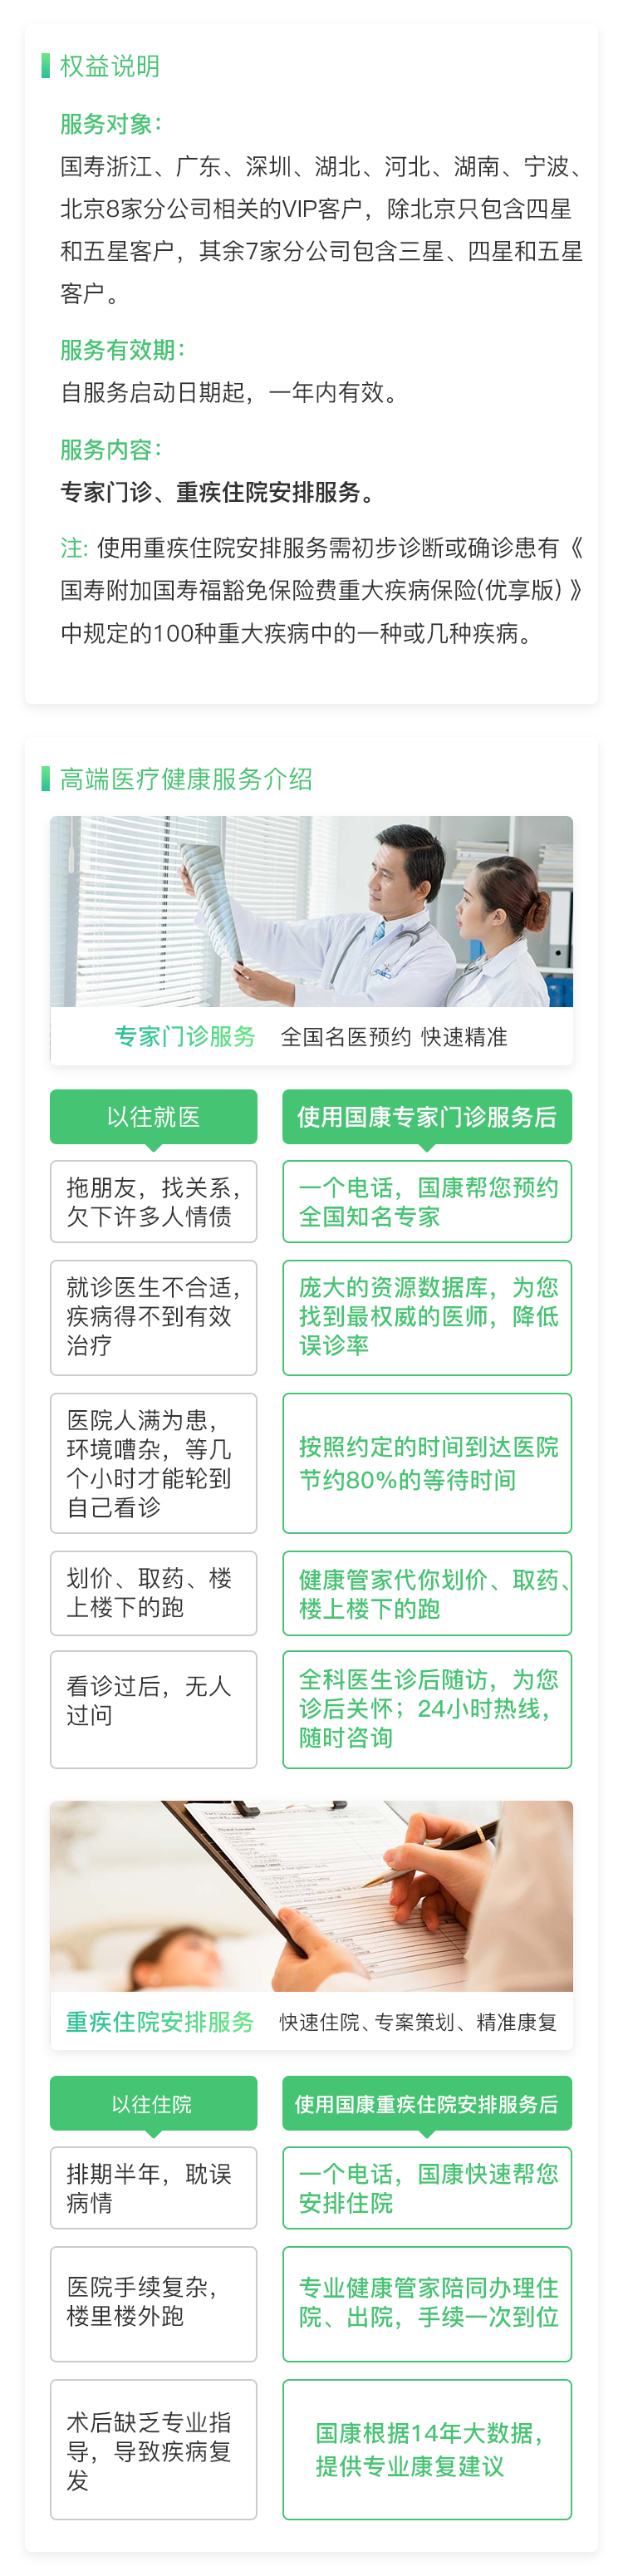 权益说明
服务对象：
国寿浙江、广东、深圳、湖北、河北、湖南、宁波、
北京8家分公司相关的VIP客户，除北京只包含四星
和五星客户，其余7家分公司包含三星、四星和五星
客户。
服务有效期：
自服务启动日期起，一年内有效。
服务内容：
专家门诊、重疾住院安排服务。
注: 使用重疾住院安排服务需初步诊断或确诊患有《
国寿附加国寿福豁免保险费重大疾病保险(优享版) 》
中规定的100种重大疾病中的一种或几种疾病。
高端医疗健康服务介绍
专家门诊服务 全国名医预约 快速精准
以往就医 使用国康专家门诊服务后
拖朋友，找关系，
欠下许多人情债
一个电话，国康帮您预约
全国知名专家
就诊医生不合适，
疾病得不到有效
治疗
庞大的资源数据库，为您
找到最权威的医师，降低
误诊率
医院人满为患，
环境嘈杂，等几
个小时才能轮到
自己看诊
按照约定的时间到达医院
节约80%的等待时间
划价、取药、楼
上楼下的跑
健康管家代你划价、取药、
楼上楼下的跑
看诊过后，无人
过问
全科医生诊后随访，为您
诊后关怀；24小时热线，
随时咨询
重疾住院安排服务 快速住院、专案策划、精准康复
以往住院 使用国康重疾住院安排服务后
排期半年，耽误
病情
一个电话，国康快速帮您
安排住院
医院手续复杂，
楼里楼外跑
专业健康管家陪同办理住
院、出院，手续一次到位
术后缺乏专业指
导，导致疾病复
发
国康根据14年大数据，
提供专业康复建议